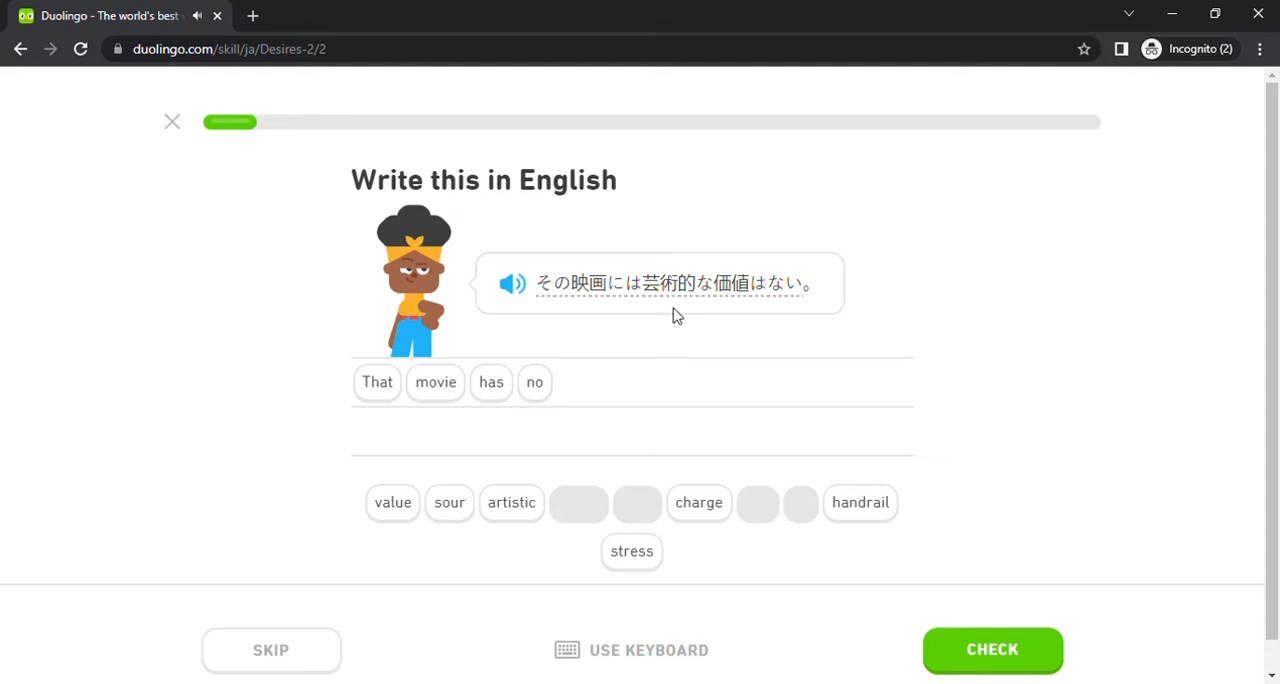 Duolingo - The world's best
duolingo.com/skill/ja/Desires-2/2
Incognito (2)
Write this in English
その映画には芸術的な価値はない。
That movie has no
value sour artistic charge handrail
stress
SKIP USE KEYBOARD CHECK